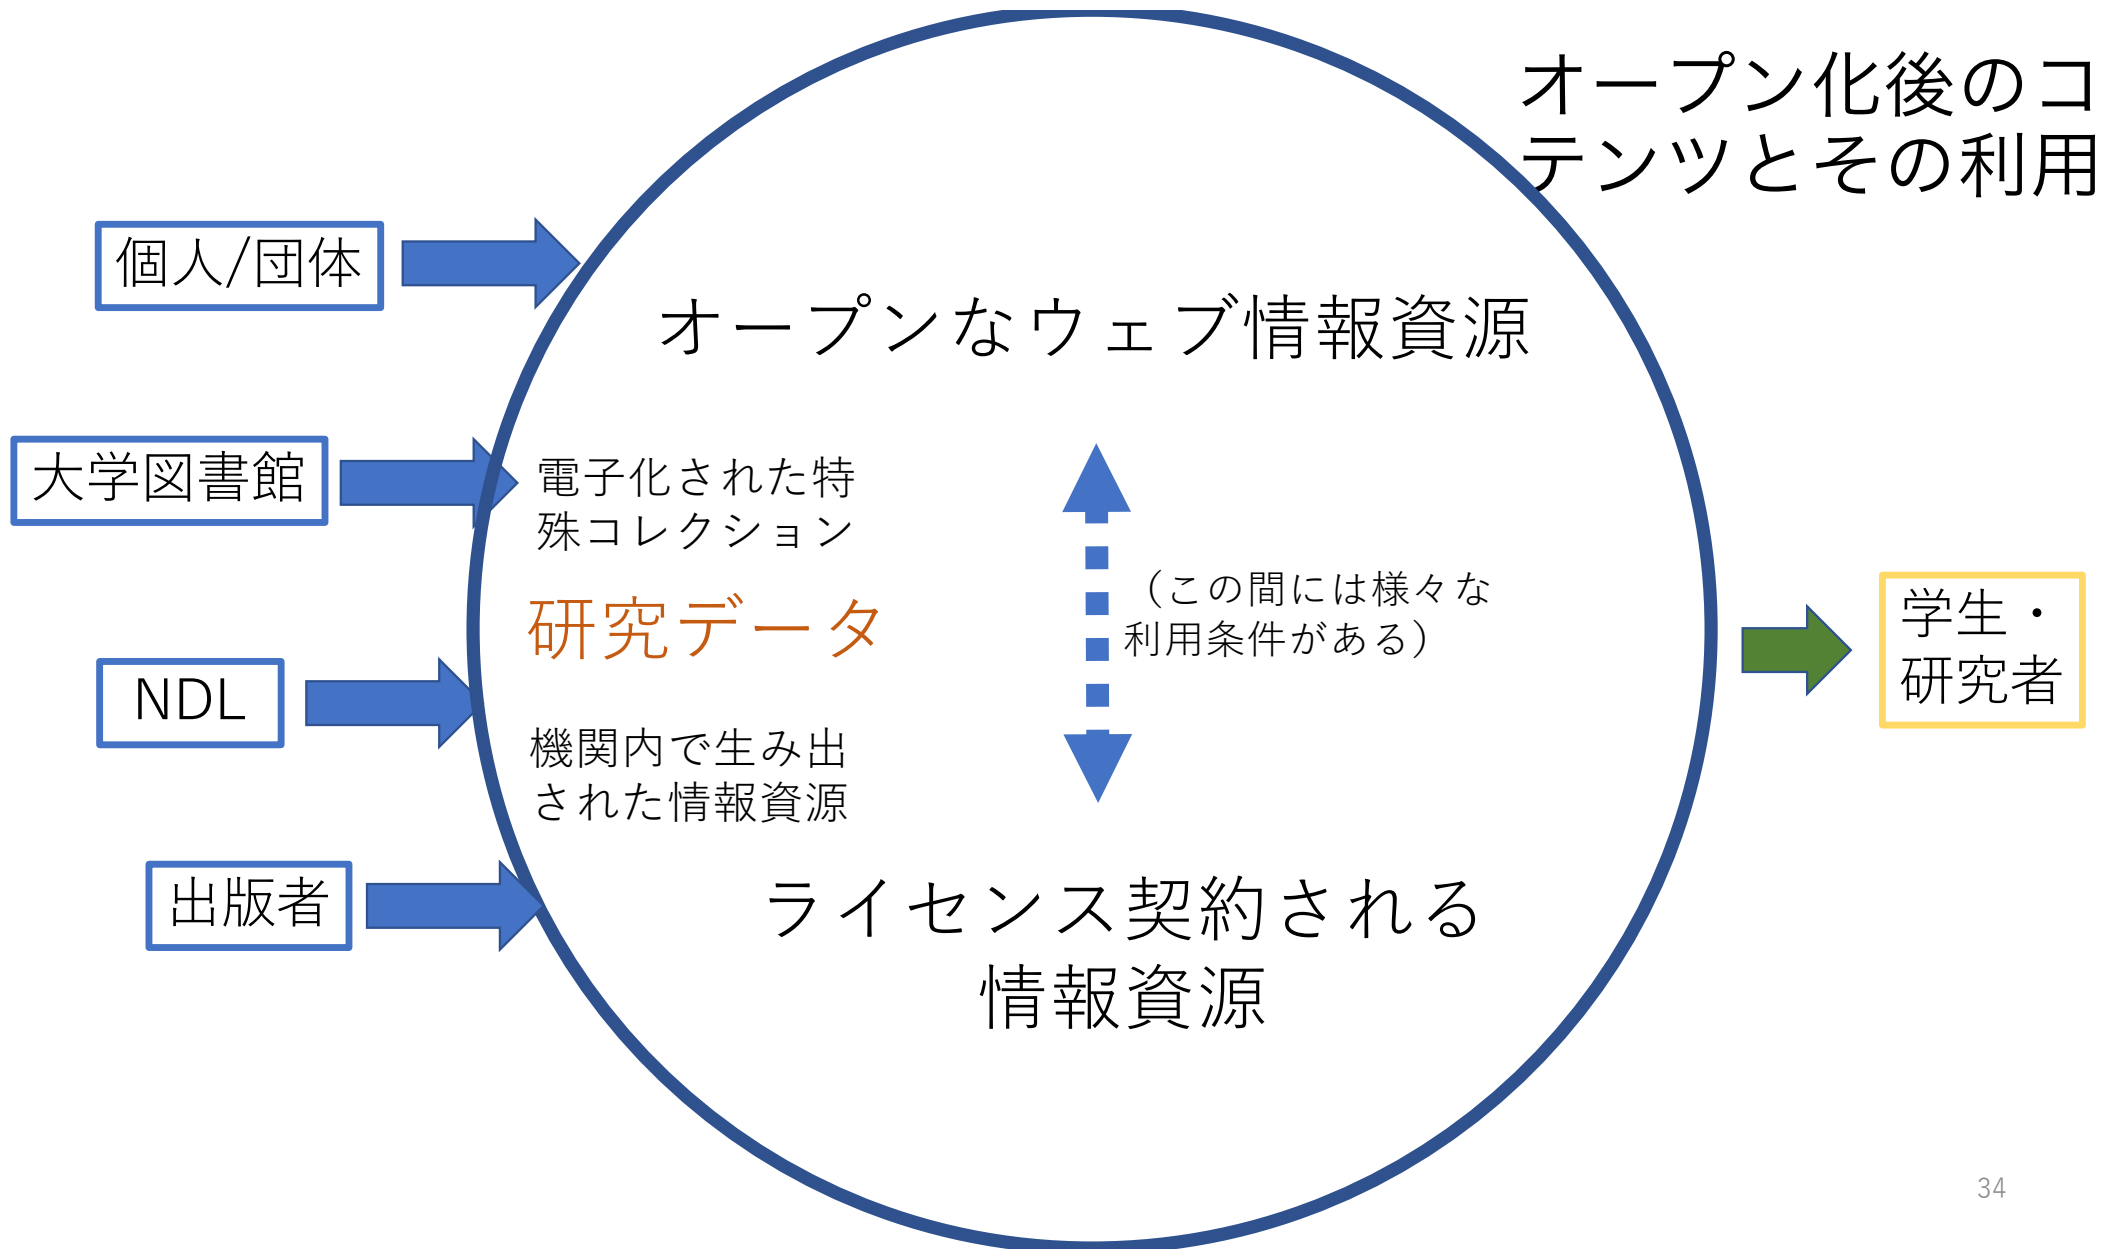 オープン化後のコ
テンツとその利用
個人/団体
オープンなウェブ情報資源
大学図書館
電子化された特
殊コレクション
研究データ
(この間には様々な
利用条件がある)
学生・
研究者
NDL
機関内で生み出
された情報資源
出版者
ライセンス契約される
情報資源
34